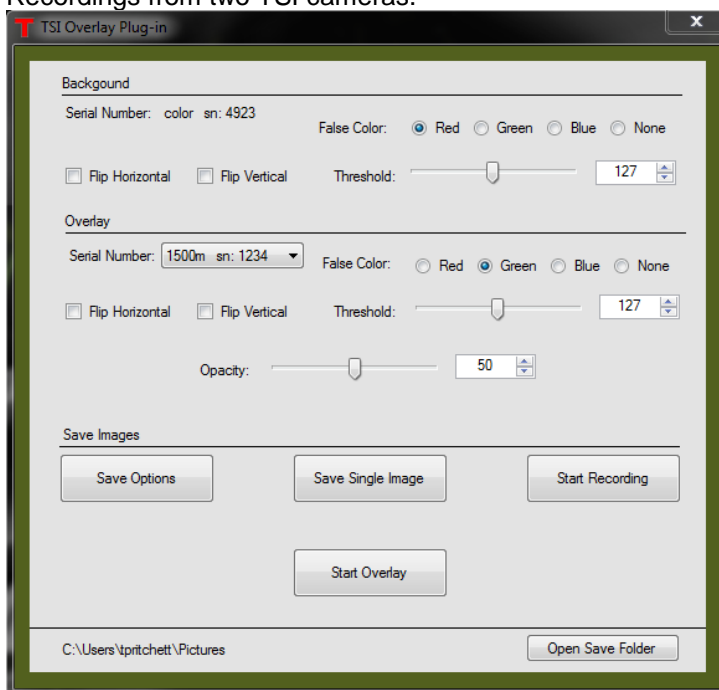 Recordings from two TSI cameras.
TSI Overlay Plug-in
x
Backgound
Serial Number: color sn: 4923
False Color: Red Green Blue None
Flip Horizontal Flip Vertical Threshold: 127
Overlay
Serial Number: 1500m sn: 1234
False Color: Red Green Blue None
Flip Horizontal Flip Vertical Threshold: 127
Opacity: 50
Save Images
Save Options Save Single Image Start Recording
Start Overlay
C:\Users\tpritchett\Pictures Open Save Folder